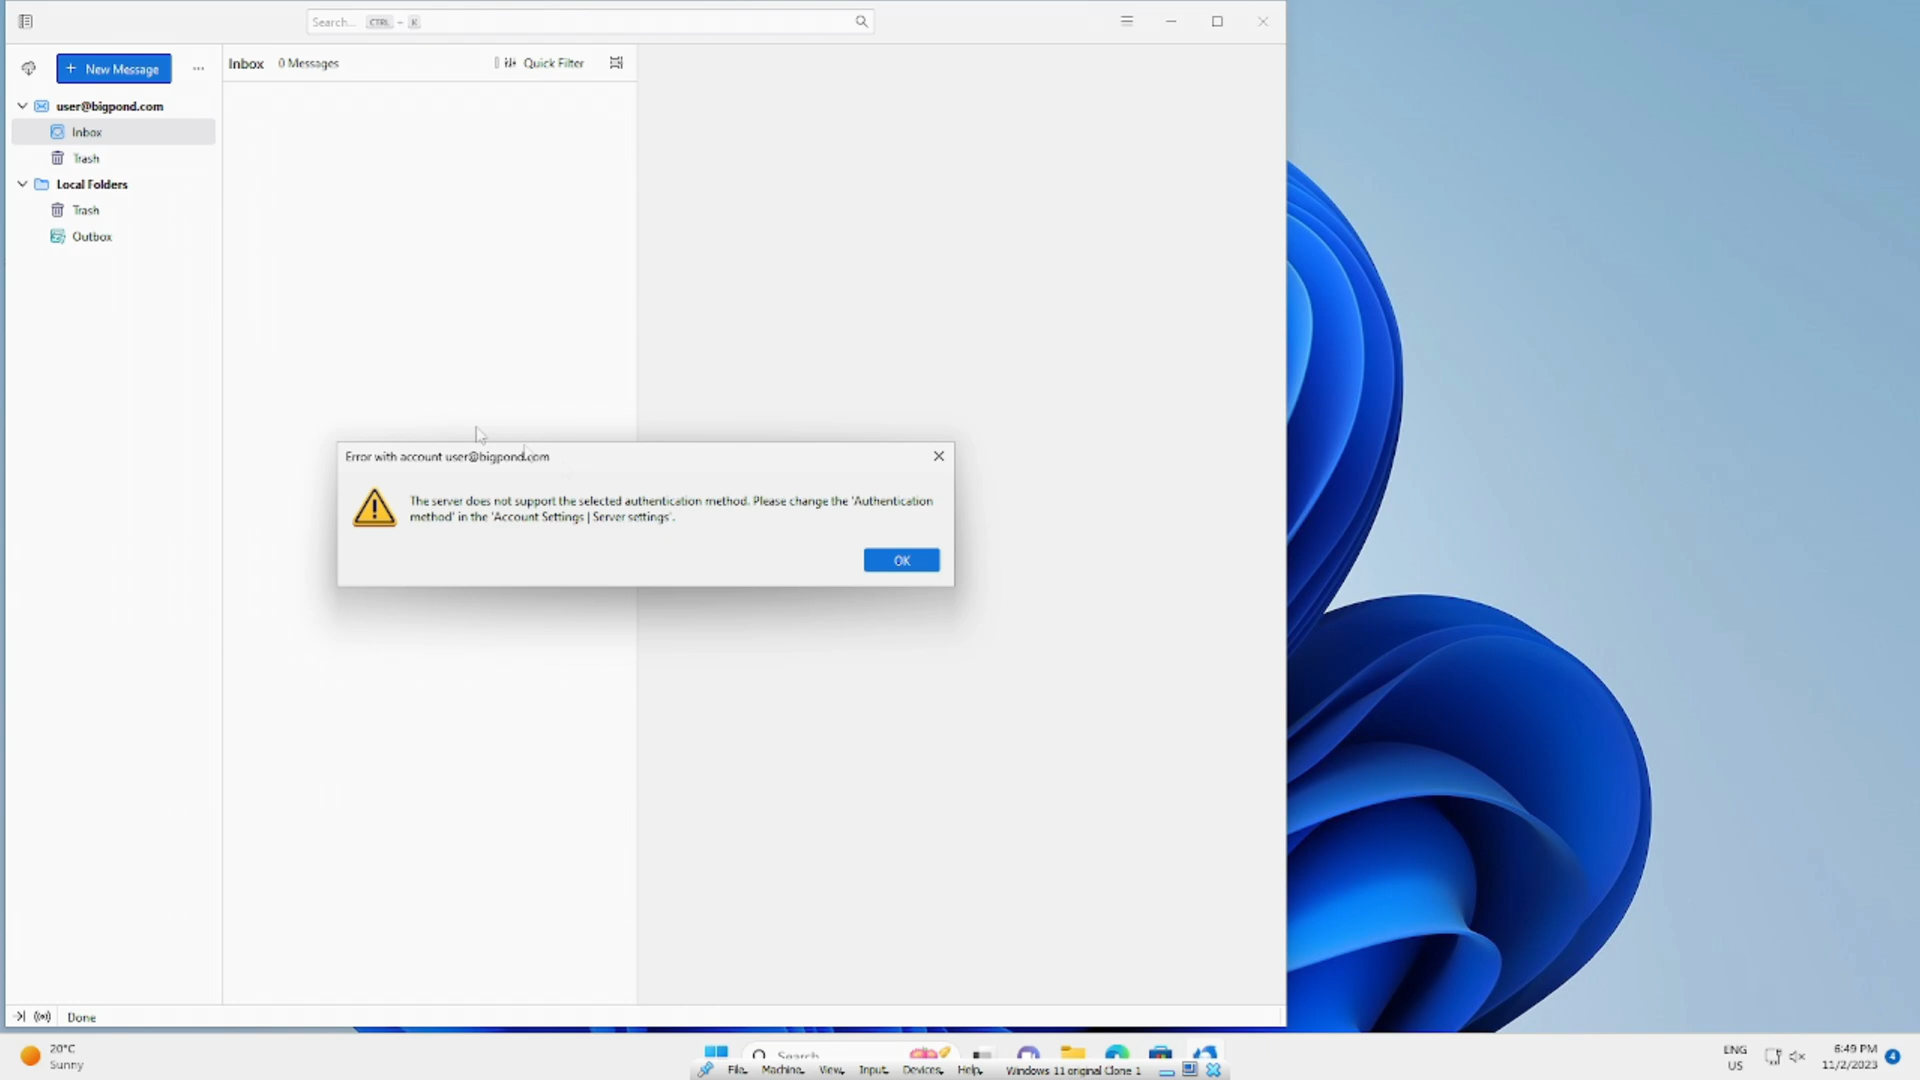 Search... CTRL - K
+ New Message ...
Inbox 0 Messages Quick Filter
user@bigpond.com
Inbox
Trash
Local Folders
Trash
Outbox
Error with account user@bigpond.com
The server does not support the selected authentication method. Please change the 'Authentication
method' in the 'Account Settings | Server settings'.
OK
Done
20°C
Sunny
Search
File Machine View Input Devices Help Windows 11 original Clone 1
ENG
US
6:49 PM
11/2/2023
4